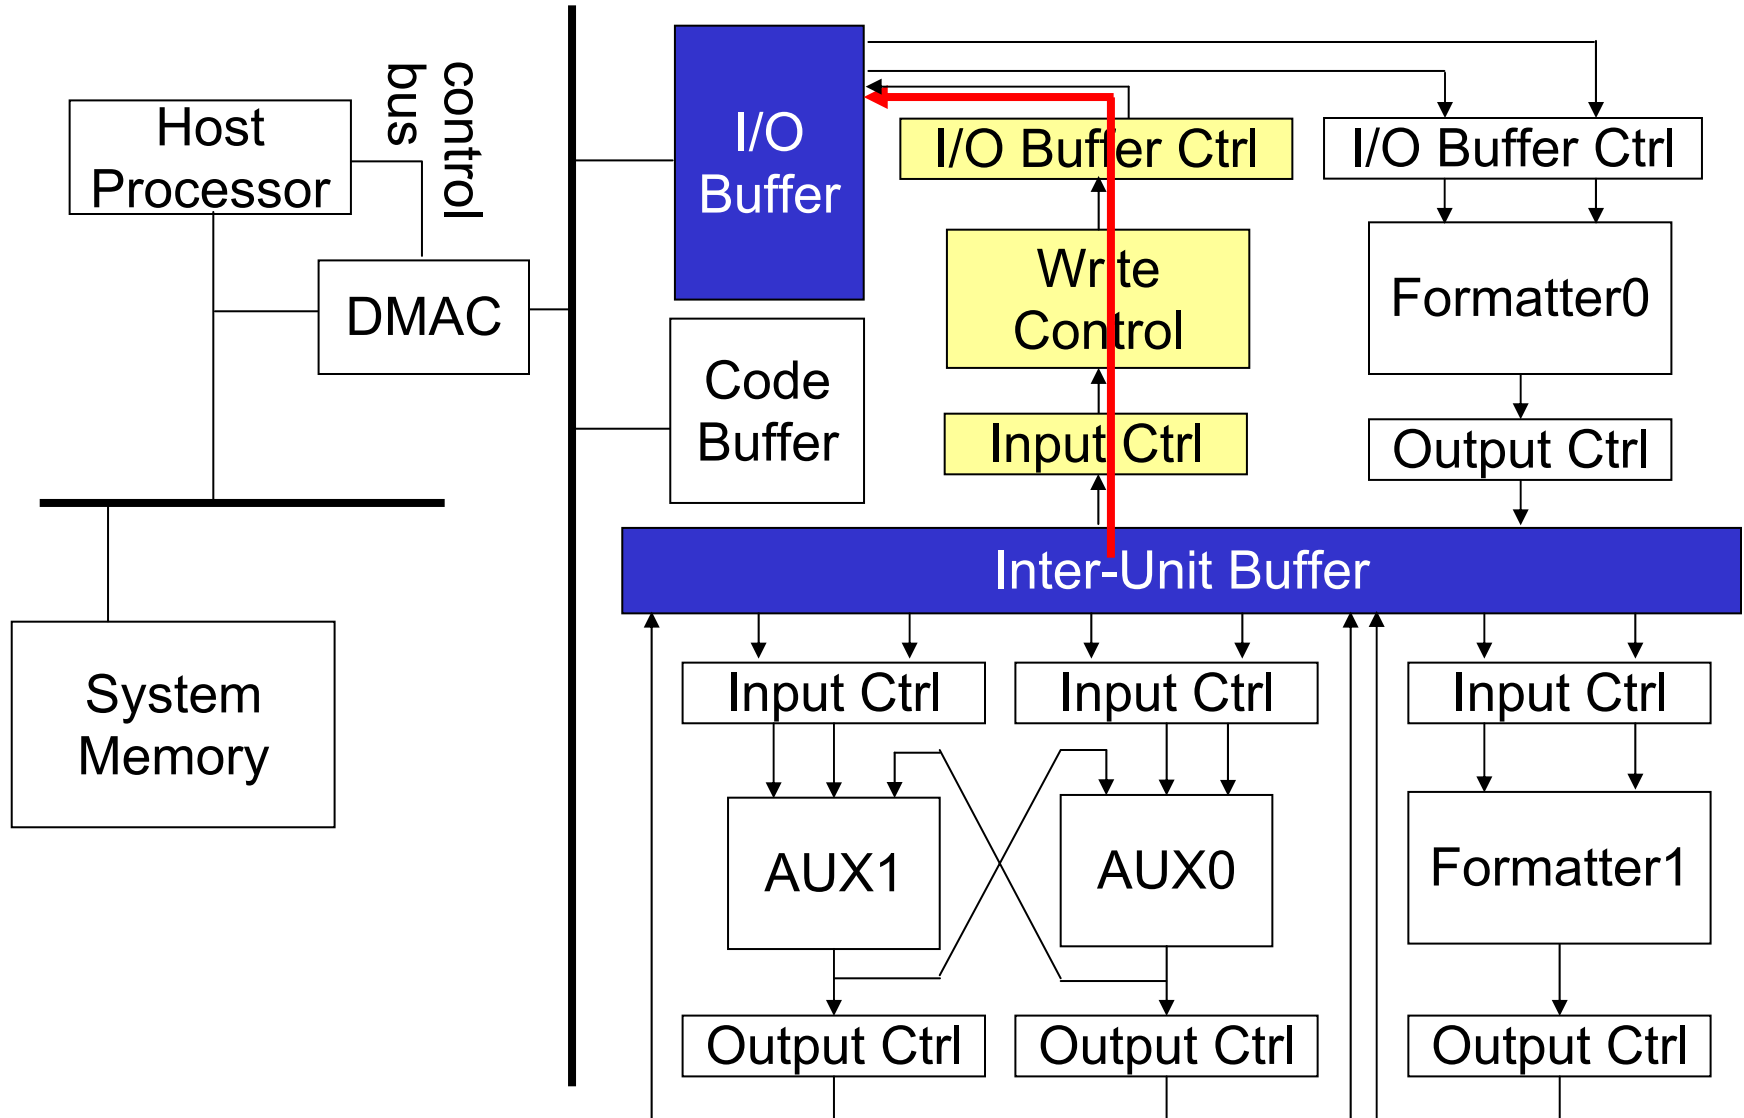 control
bus
Host
Processor
DMAC
System
Memory
I/O
Buffer
Code
Buffer
I/O Buffer Ctrl
Write
Control
Input Ctrl
I/O Buffer Ctrl
Formatter0
Output Ctrl
Inter-Unit Buffer
Input Ctrl
Input Ctrl
Input Ctrl
AUX1
AUX0
Formatter1
Output Ctrl
Output Ctrl
Output Ctrl